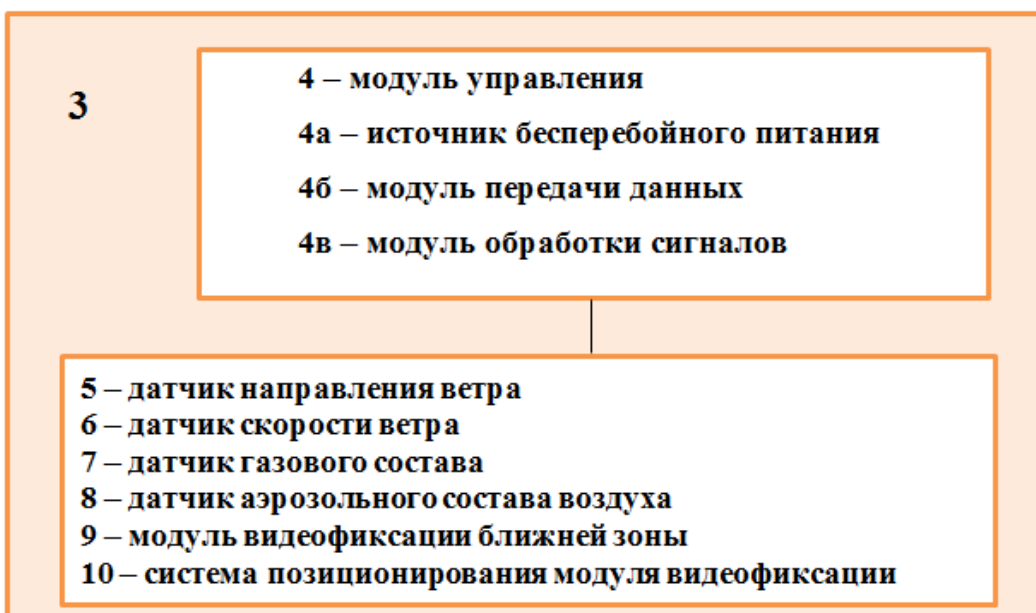 3
4 – модуль управления
4а – источник бесперебойного питания
4б – модуль передачи данных
4в – модуль обработки сигналов
5 – датчик направления ветра
6 – датчик скорости ветра
7 – датчик газового состава
8 – датчик аэрозольного состава воздуха
9 – модуль видеофиксации ближней зоны
10 – система позиционирования модуля видеофиксации